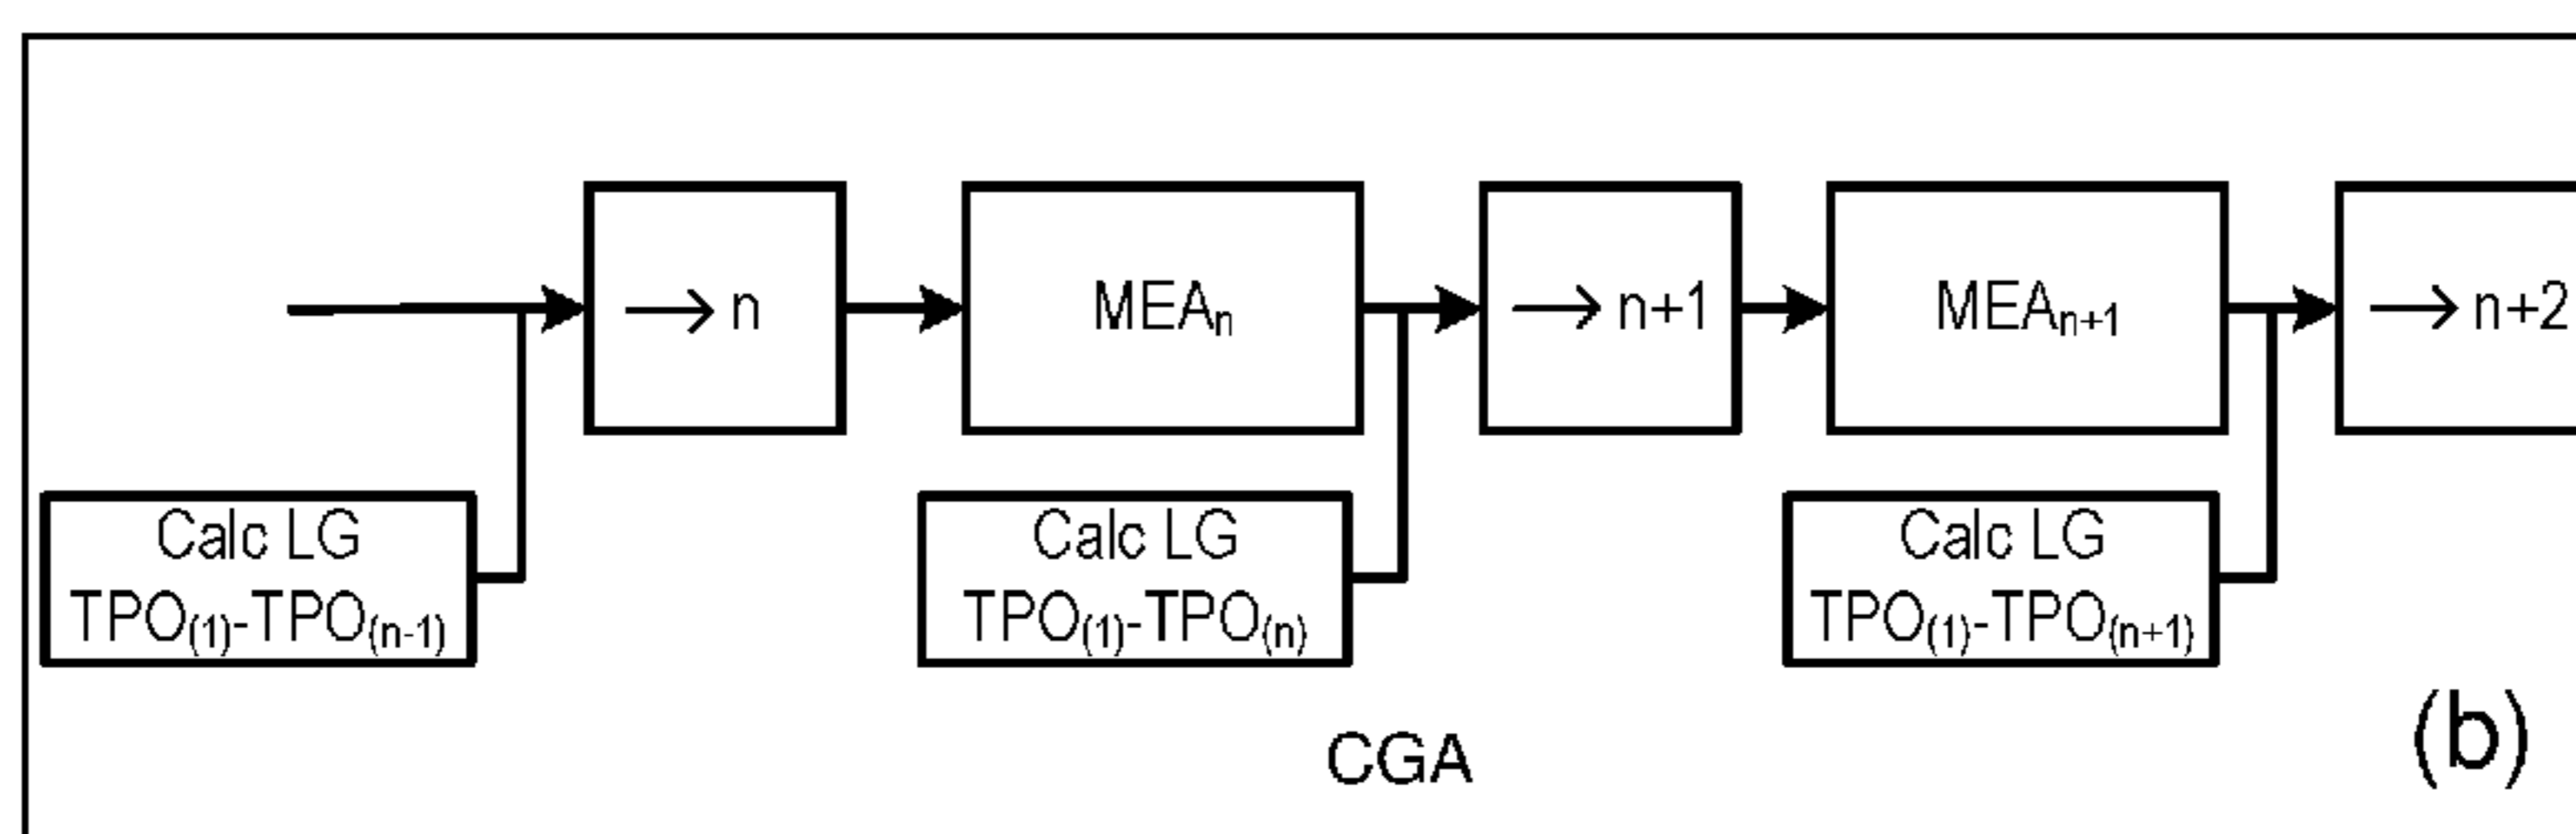 → n
MEAn
→ n+1
MEAn+1
→ n+2
Calc LG
TPO(1)-TPO(n-1)
Calc LG
TPO(1)-TPO(n)
Calc LG
TPO(1)-TPO(n+1)
CGA
(b)